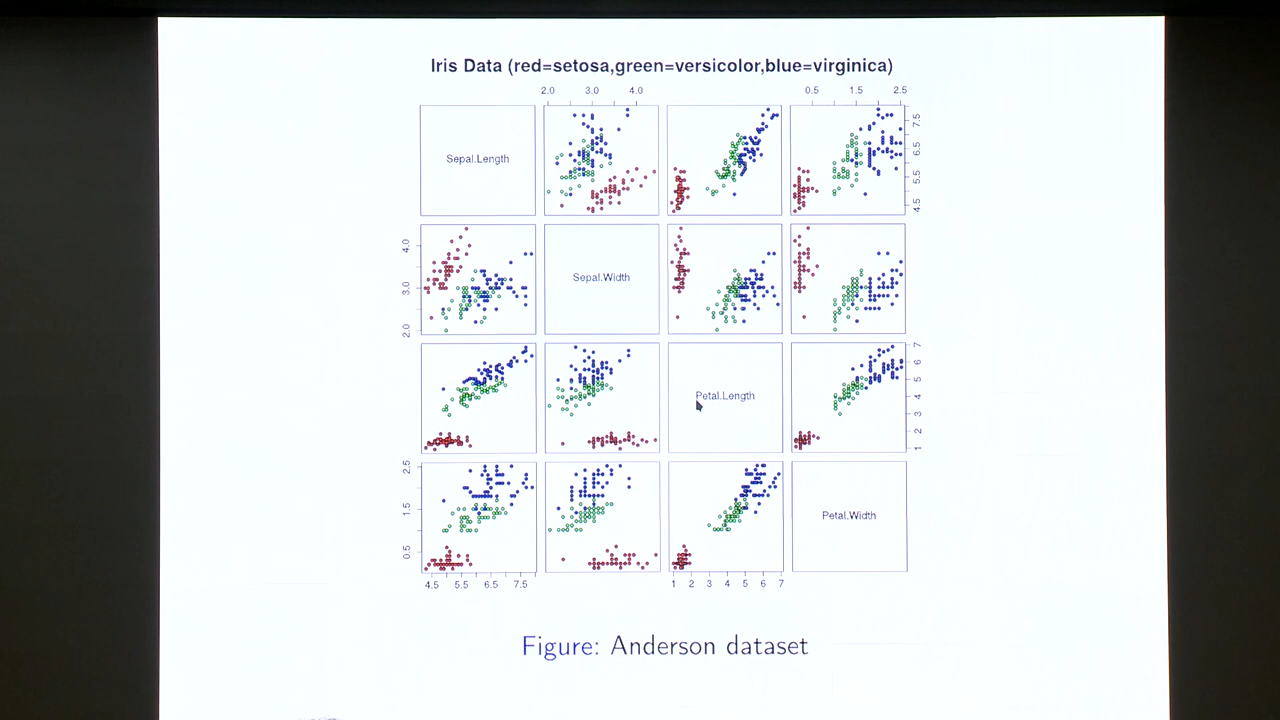 Iris Data (red=setosa,green=versicolor,blue=virginica)
2.0 3.0 4.0
0.5 1.5 2.5
Sepal.Length
4.5 5.5 6.5 7.5
2.0 3.0 4.0
Sepal.Width
Petal.Length
1 2 3 4 5 6 7
0.5 1.5 2.5
Petal.Width
4.5 5.5 6.5 7.5
1 2 3 4 5 6 7
Figure: Anderson dataset